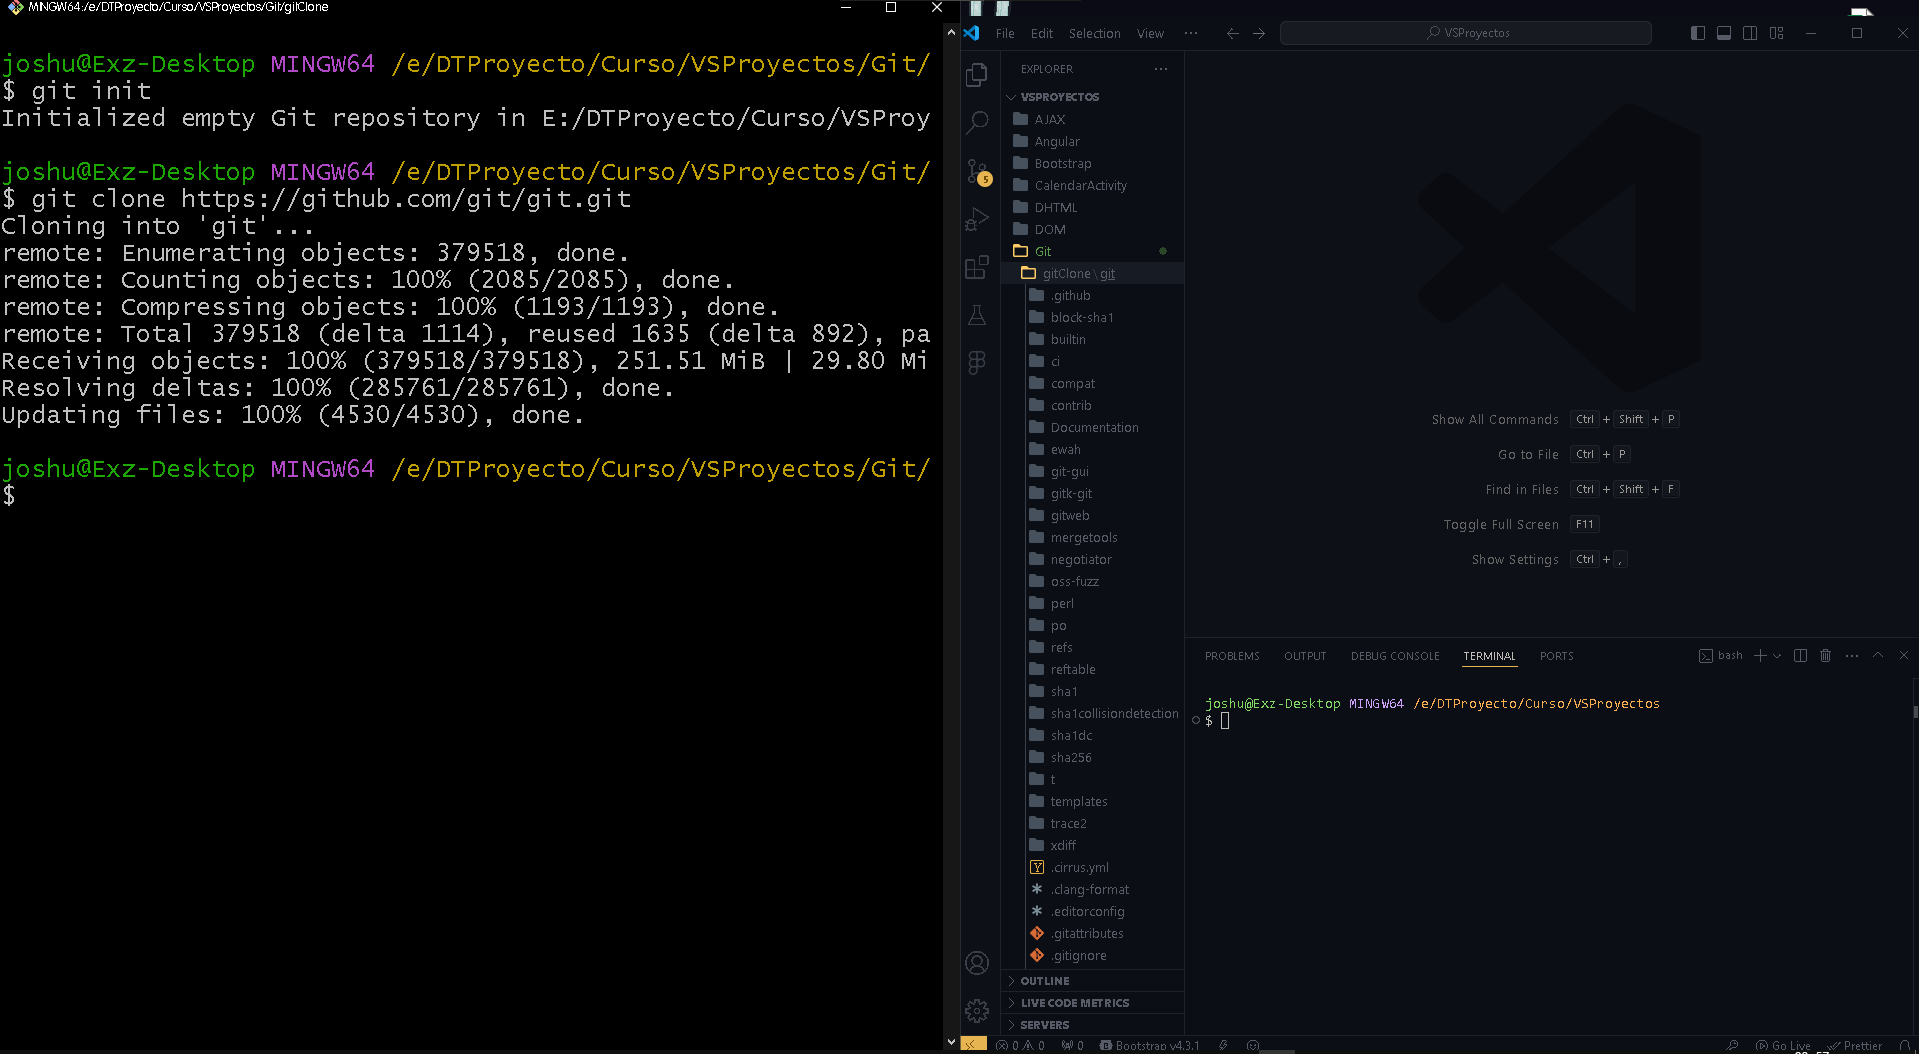 MINGW64:/e/DTProyecto/Curso/VSProyectos/Git/gitClone
joshu@Exz-Desktop MINGW64 /e/DTProyecto/Curso/VSProyectos/Git/
$ git init
Initialized empty Git repository in E:/DTProyecto/Curso/VSProy
joshu@Exz-Desktop MINGW64 /e/DTProyecto/Curso/VSProyectos/Git/
$ git clone https://github.com/git/git.git
Cloning into 'git'...
remote: Enumerating objects: 379518, done.
remote: Counting objects: 100% (2085/2085), done.
remote: Compressing objects: 100% (1193/1193), done.
remote: Total 379518 (delta 1114), reused 1635 (delta 892), pa
Receiving objects: 100% (379518/379518), 251.51 MiB | 29.80 Mi
Resolving deltas: 100% (285761/285761), done.
Updating files: 100% (4530/4530), done.
joshu@Exz-Desktop MINGW64 /e/DTProyecto/Curso/VSProyectos/Git/
$
File Edit Selection View ··· VSProyectos
5
EXPLORER ···
VSPROYECTOS
AJAX
Angular
Bootstrap
CalendarActivity
DHTML
DOM
Git
gitClone\git
.github
block-sha1
builtin
ci
compat
contrib
Documentation
ewah
git-gui
gitk-git
gitweb
mergetools
negotiator
oss-fuzz
perl
po
refs
reftable
sha1
sha1collisiondetection
sha1dc
sha256
t
templates
trace2
xdiff
.cirrus.yml
.clang-format
.editorconfig
.gitattributes
.gitignore
OUTLINE
LIVE CODE METRICS
SERVERS
Show All Commands Ctrl + Shift + P
Go to File Ctrl + P
Find in Files Ctrl + Shift + F
Toggle Full Screen F11
Show Settings Ctrl + ,
PROBLEMS OUTPUT DEBUG CONSOLE TERMINAL PORTS bash
joshu@Exz-Desktop MINGW64 /e/DTProyecto/Curso/VSProyectos
$
0 0 0 Bootstrap v4.3.1 Go Live Prettier